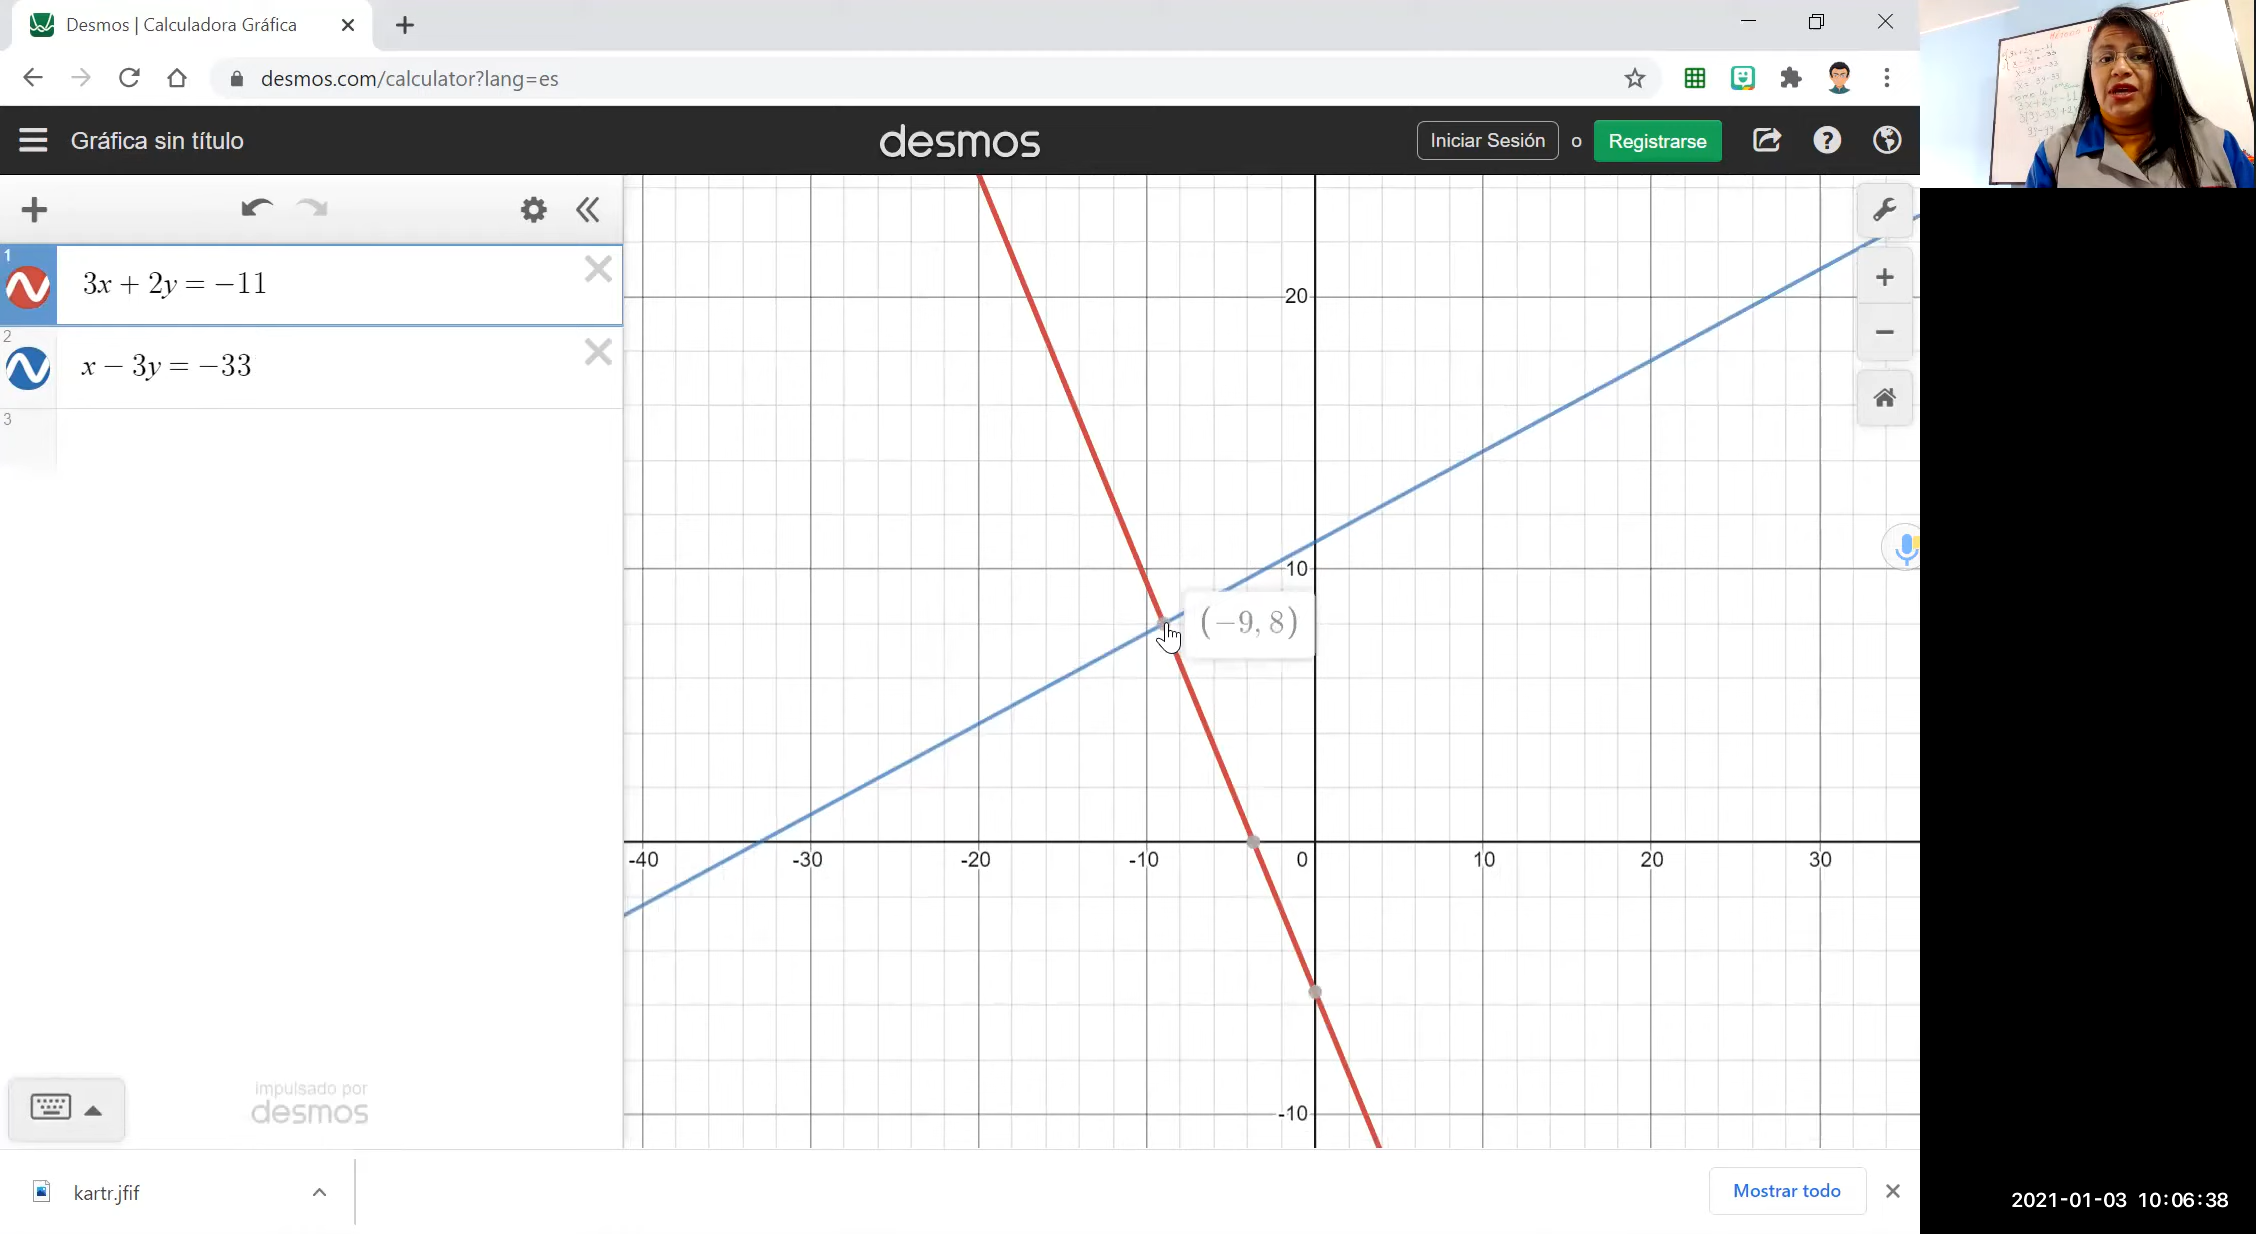 Desmos | Calculadora Gráfica
desmos.com/calculator?lang=es
Gráfica sin título
desmos
Iniciar Sesión
o
Registrarse
1
3x + 2y = −11
2
x − 3y = −33
3
20
10
(−9, 8)
-40
-30
-20
-10
0
10
20
30
-10
impulsado por
desmos
kartr.jfif
Mostrar todo
2021-01-03 10:06:38